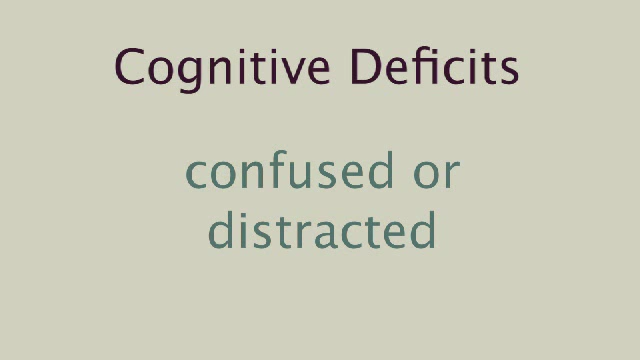 Cognitive Deficits
confused or
distracted